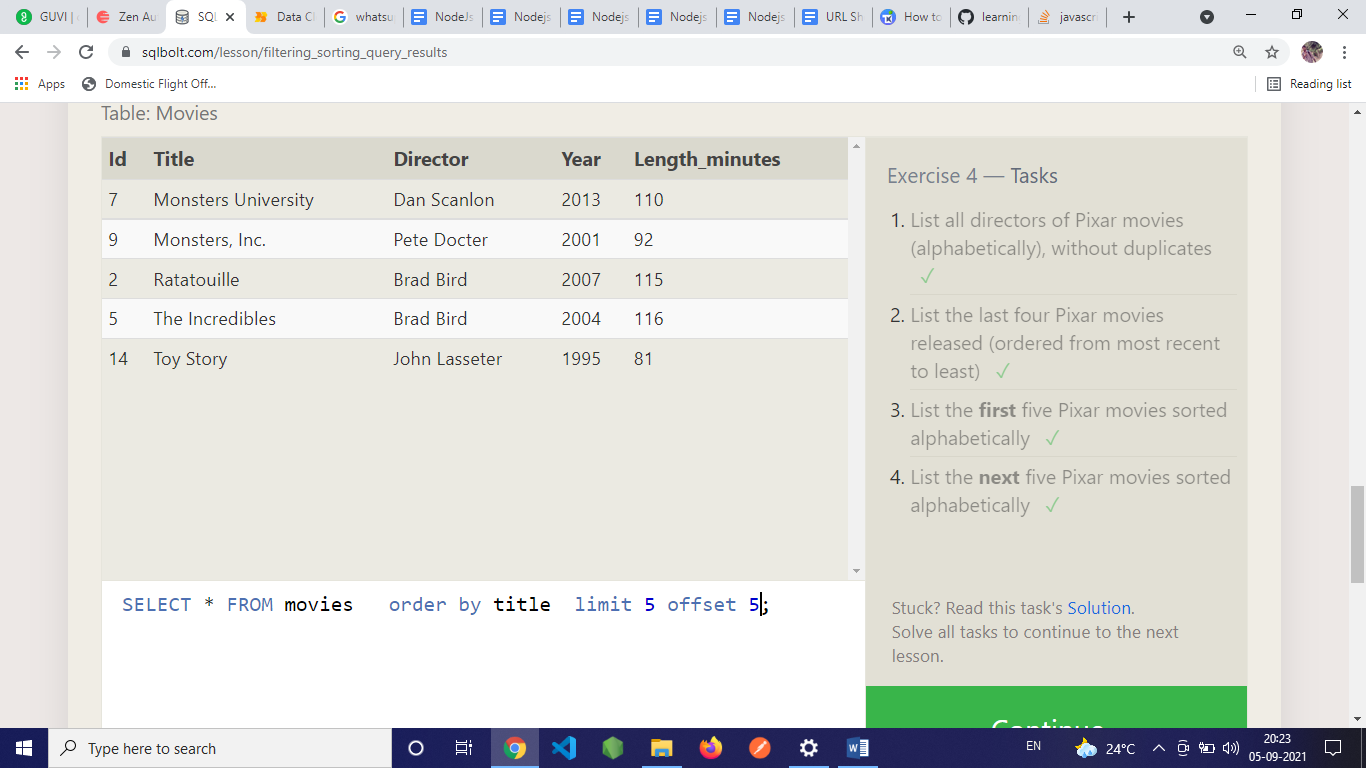 GUVI |
Zen Au
SQL
Data Cl
whatsu
NodeJs
Nodejs
Nodejs
Nodejs
Nodejs
URL Sh
How to
learnin
javascr
sqlbolt.com/lesson/filtering_sorting_query_results
Apps
Domestic Flight Off...
Reading list
Table: Movies
Id Title Director Year Length_minutes
7 Monsters University Dan Scanlon 2013 110
9 Monsters, Inc. Pete Docter 2001 92
2 Ratatouille Brad Bird 2007 115
5 The Incredibles Brad Bird 2004 116
14 Toy Story John Lasseter 1995 81
SELECT * FROM movies order by title limit 5 offset 5;
Exercise 4 — Tasks
1. List all directors of Pixar movies
(alphabetically), without duplicates
✓
2. List the last four Pixar movies
released (ordered from most recent
to least) ✓
3. List the first five Pixar movies sorted
alphabetically ✓
4. List the next five Pixar movies sorted
alphabetically ✓
Stuck? Read this task's Solution.
Solve all tasks to continue to the next
lesson.
Continue
Type here to search
EN
24°C
20:23
05-09-2021